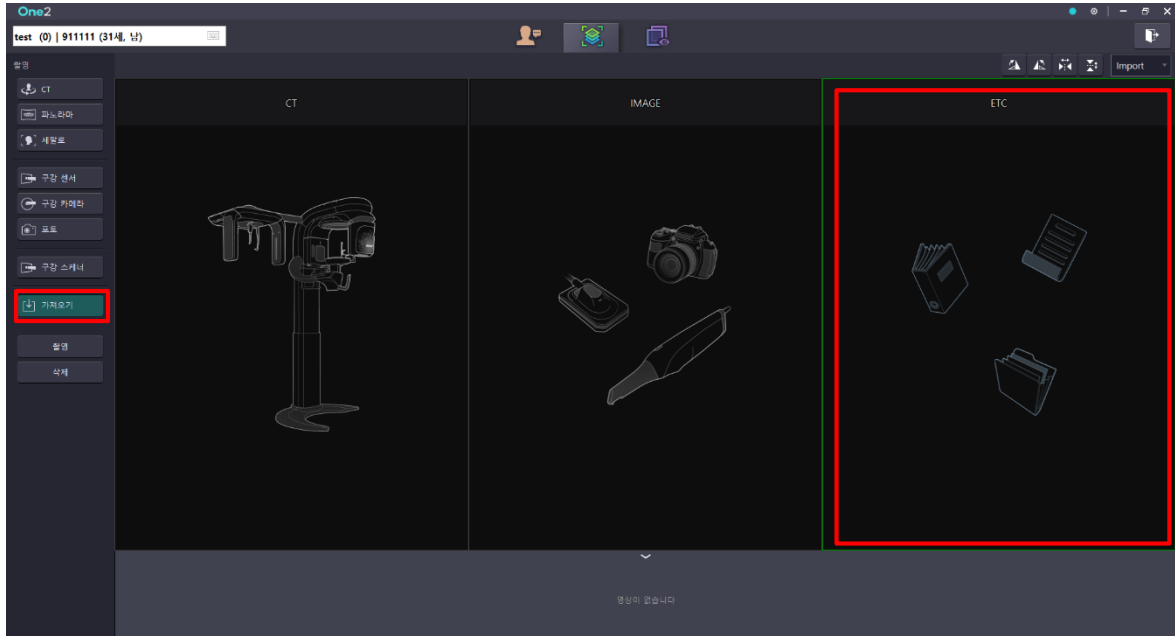 One2
test (0) | 911111 (31세, 남)
촬영
Import
CT
파노라마
세팔로
구강 센서
구강 카메라
포토
구강 스캐너
가져오기
촬영
삭제
CT
IMAGE
ETC
영상이 없습니다